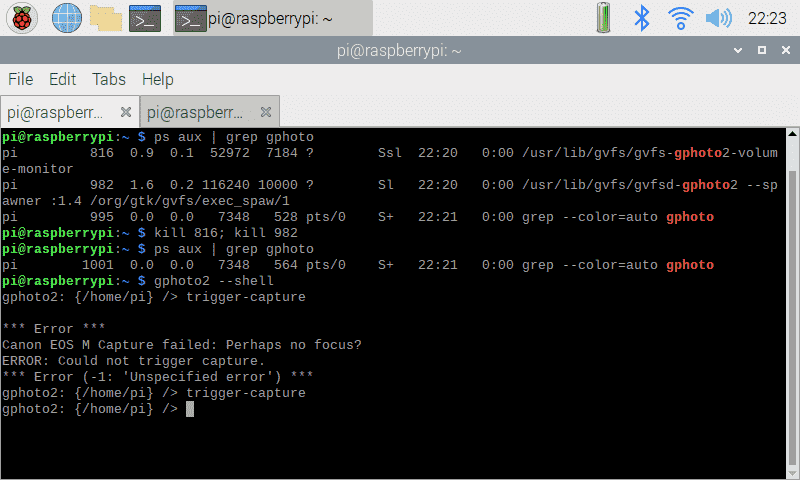 pi@raspberrypi: ~
22:23
pi@raspberrypi: ~
File Edit Tabs Help
pi@raspberr...
pi@raspberr...
pi@raspberrypi:~ $ ps aux | grep gphoto
pi 816 0.9 0.1 52972 7184 ? Ssl 22:20 0:00 /usr/lib/gvfs/gvfs-gphoto2-volum
e-monitor
pi 982 1.6 0.2 116240 10000 ? Sl 22:20 0:00 /usr/lib/gvfs/gvfsd-gphoto2 --sp
awner :1.4 /org/gtk/gvfs/exec_spaw/1
pi 995 0.0 0.0 7348 528 pts/0 S+ 22:21 0:00 grep --color=auto gphoto
pi@raspberrypi:~ $ kill 816; kill 982
pi@raspberrypi:~ $ ps aux | grep gphoto
pi 1001 0.0 0.0 7348 564 pts/0 S+ 22:21 0:00 grep --color=auto gphoto
pi@raspberrypi:~ $ gphoto2 --shell
gphoto2: {/home/pi} /> trigger-capture
*** Error ***
Canon EOS M Capture failed: Perhaps no focus?
ERROR: Could not trigger capture.
*** Error (-1: 'Unspecified error') ***
gphoto2: {/home/pi} /> trigger-capture
gphoto2: {/home/pi} />